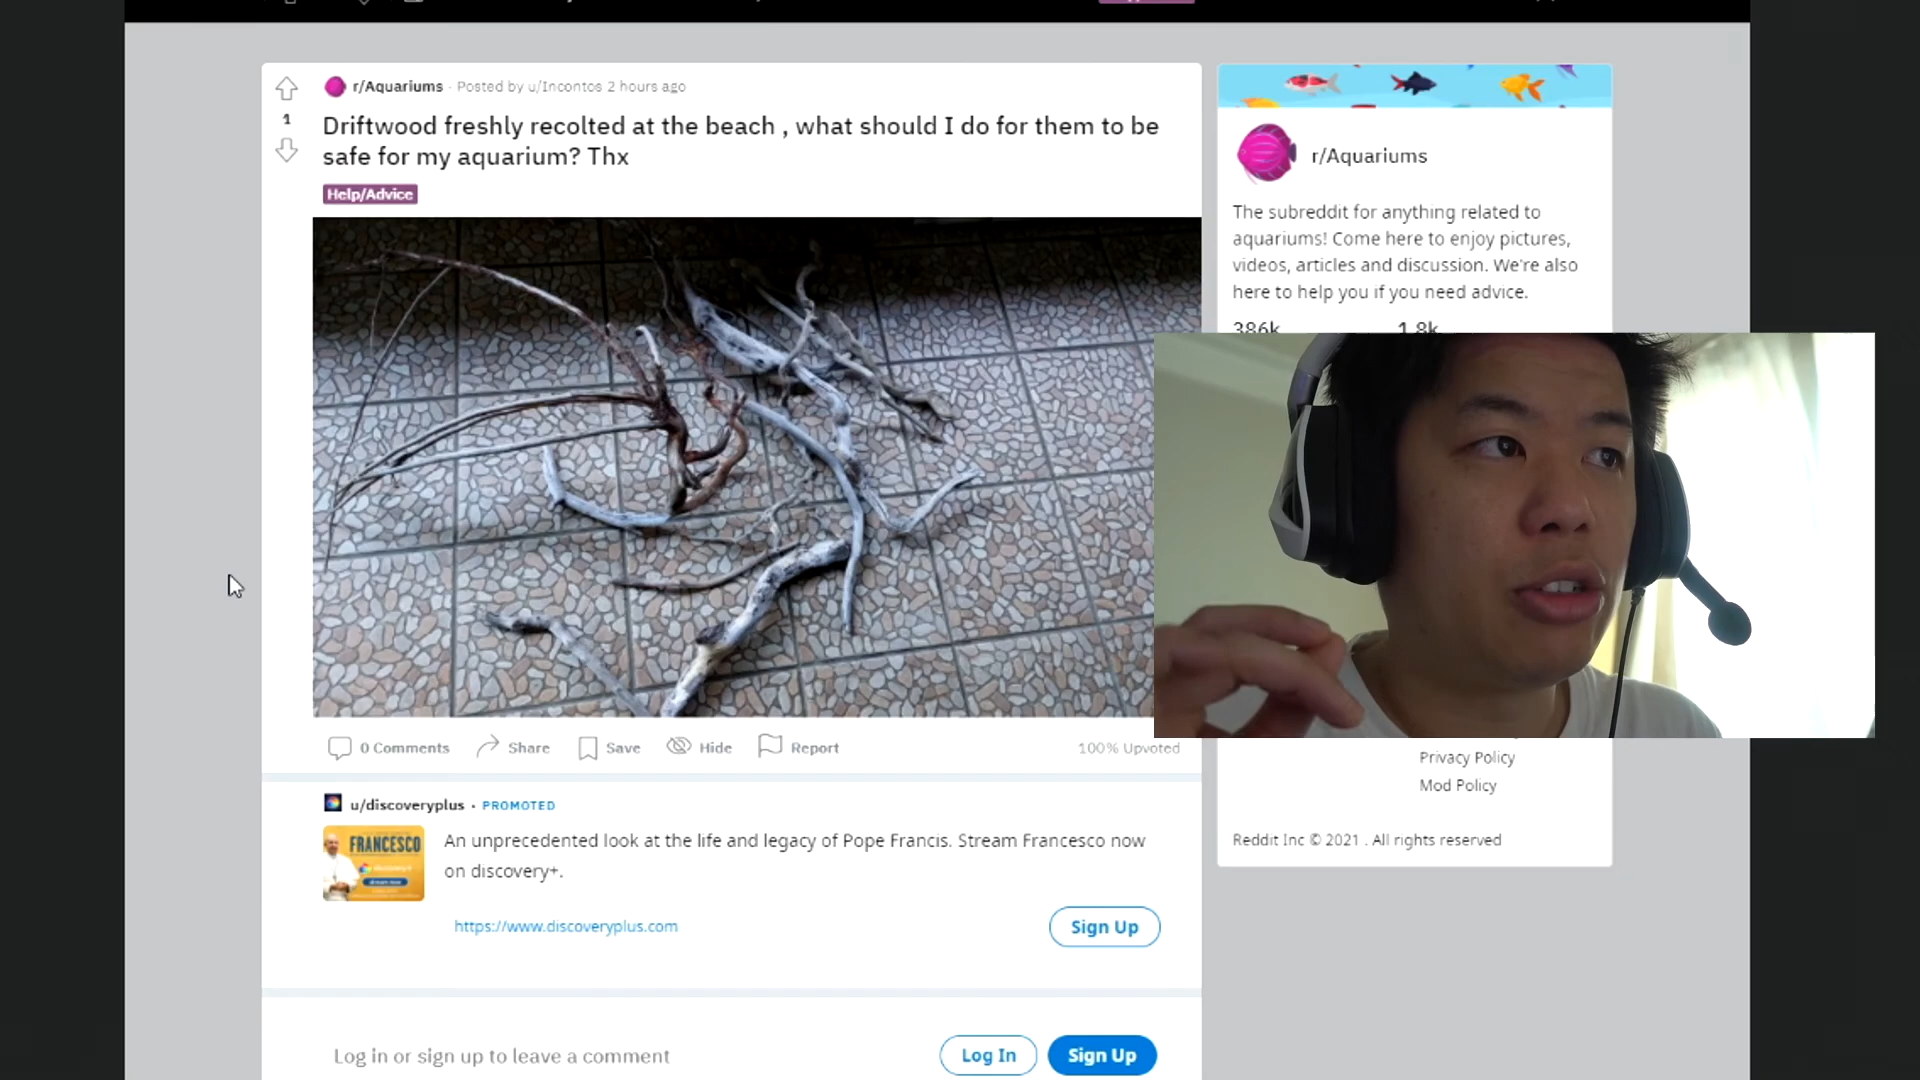 r/Aquariums · Posted by u/Incontos 2 hours ago
1
Driftwood freshly recolted at the beach , what should I do for them to be
safe for my aquarium? Thx
Help/Advice
0 Comments
Share
Save
Hide
Report
100% Upvoted
u/discoveryplus · PROMOTED
FRANCESCO
An unprecedented look at the life and legacy of Pope Francis. Stream Francesco now
on discovery+.
https://www.discoveryplus.com
Sign Up
Log in or sign up to leave a comment
Log In
Sign Up
r/Aquariums
The subreddit for anything related to
aquariums! Come here to enjoy pictures,
videos, articles and discussion. We're also
here to help you if you need advice.
386k
1.8k
Privacy Policy
Mod Policy
Reddit Inc © 2021 . All rights reserved